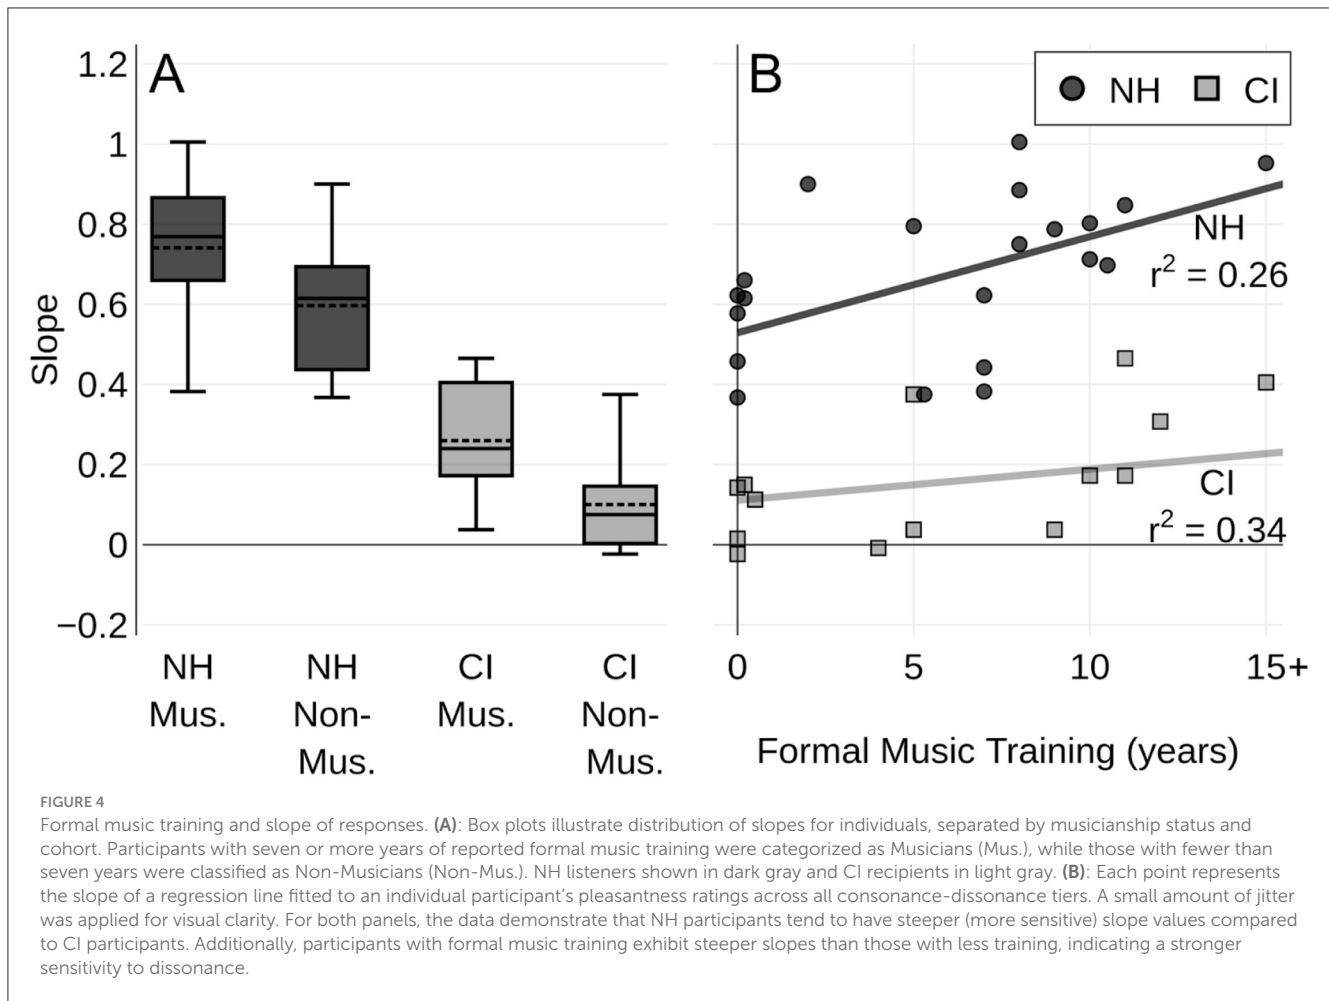 A
1.2
1
0.8
0.6
0.4
0.2
0
−0.2
Slope
NH
Mus.
NH
Non-
Mus.
CI
Mus.
CI
Non-
Mus.
B
NH CI
NH
r² = 0.26
CI
r² = 0.34
0 5 10 15+
Formal Music Training (years)
FIGURE 4
Formal music training and slope of responses. (A): Box plots illustrate distribution of slopes for individuals, separated by musicianship status and
cohort. Participants with seven or more years of reported formal music training were categorized as Musicians (Mus.), while those with fewer than
seven years were classified as Non-Musicians (Non-Mus.). NH listeners shown in dark gray and CI recipients in light gray. (B): Each point represents
the slope of a regression line fitted to an individual participant's pleasantness ratings across all consonance-dissonance tiers. A small amount of jitter
was applied for visual clarity. For both panels, the data demonstrate that NH participants tend to have steeper (more sensitive) slope values compared
to CI participants. Additionally, participants with formal music training exhibit steeper slopes than those with less training, indicating a stronger
sensitivity to dissonance.